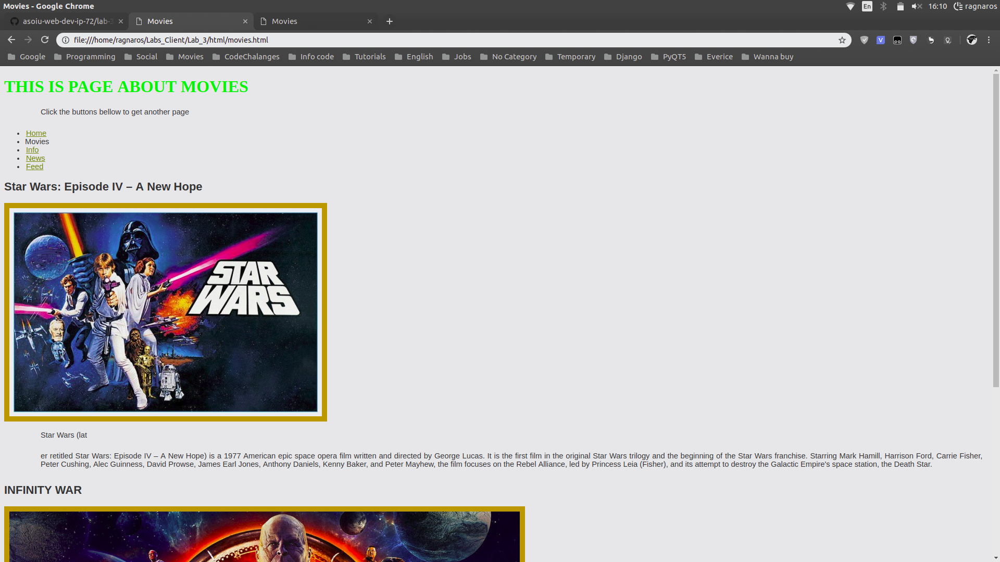 Movies - Google Chrome
En
16:10
ragnaros
asoiu-web-dev-ip-72/lab-3
Movies
Movies
file:///home/ragnaros/Labs_Client/Lab_3/html/movies.html
V
Google
Programming
Social
Movies
CodeChalanges
Info code
Tutorials
English
Jobs
No Category
Temporary
Django
PyQT5
Everice
Wanna buy
THIS IS PAGE ABOUT MOVIES
Click the buttons bellow to get another page
Home
Movies
Info
News
Feed
Star Wars: Episode IV – A New Hope
STAR
WARS
Star Wars (lat
er retitled Star Wars: Episode IV – A New Hope) is a 1977 American epic space opera film written and directed by George Lucas. It is the first film in the original Star Wars trilogy and the beginning of the Star Wars franchise. Starring Mark Hamill, Harrison Ford, Carrie Fisher,
Peter Cushing, Alec Guinness, David Prowse, James Earl Jones, Anthony Daniels, Kenny Baker, and Peter Mayhew, the film focuses on the Rebel Alliance, led by Princess Leia (Fisher), and its attempt to destroy the Galactic Empire's space station, the Death Star.
INFINITY WAR